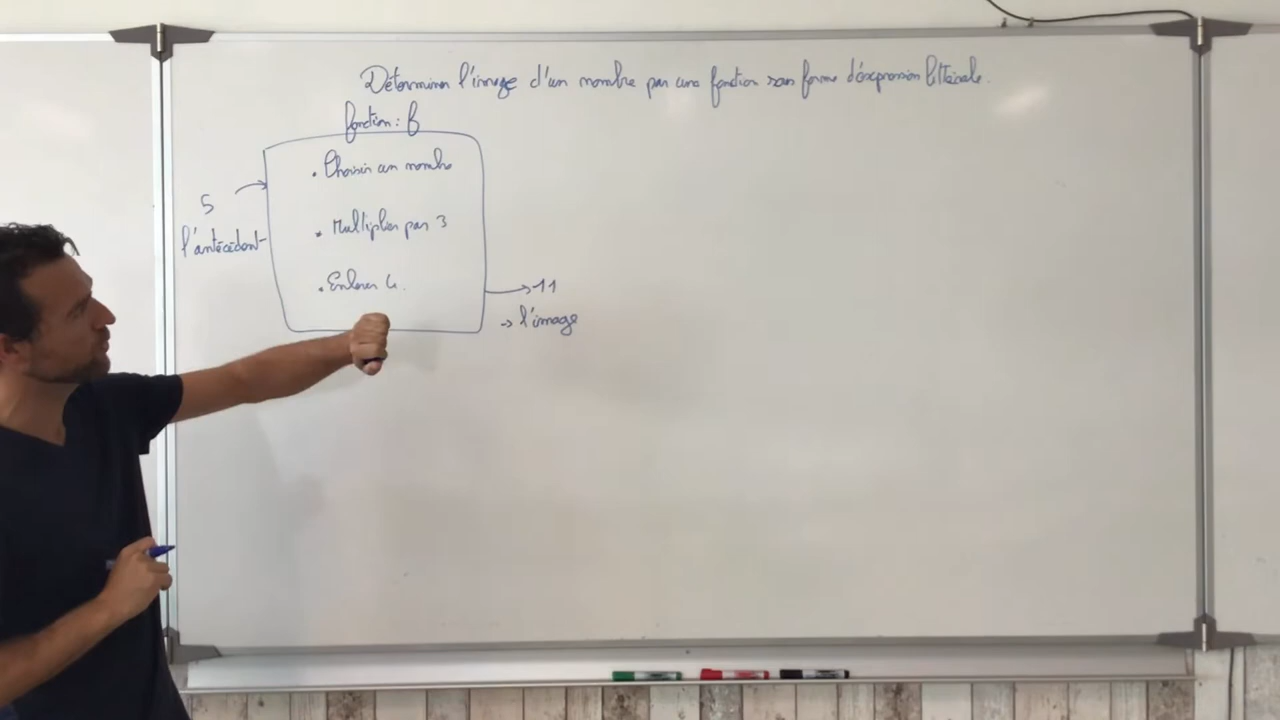 Déterminer l'image d'un nombre par une fonction sous forme d'expression littérale.
fonction : f
• Choisir un nombre
5
• Multiplier par 3
l'antécédent
• Enlever 4.
→ 11
→ l'image